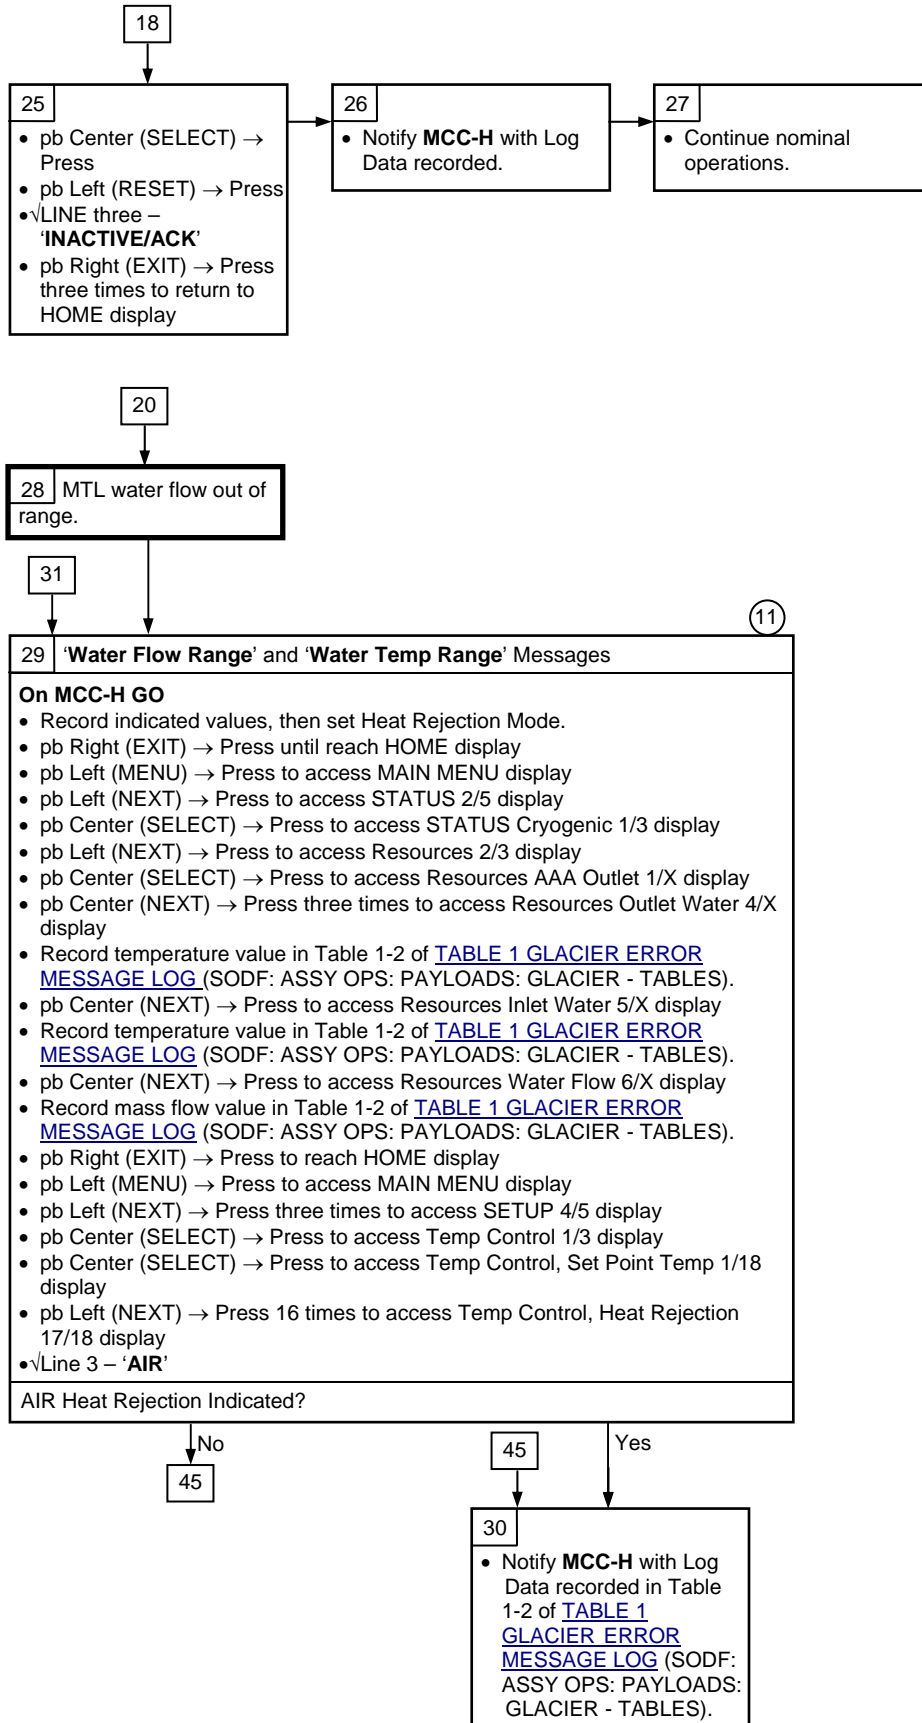 18
25
• pb Center (SELECT) →
Press
• pb Left (RESET) → Press
•√LINE three –
‘INACTIVE/ACK’
• pb Right (EXIT) → Press
three times to return to
HOME display
26
• Notify MCC-H with Log
Data recorded.
27
• Continue nominal
operations.
20
28 MTL water flow out of
range.
31
11
29 ‘Water Flow Range’ and ‘Water Temp Range’ Messages
On MCC-H GO
• Record indicated values, then set Heat Rejection Mode.
• pb Right (EXIT) → Press until reach HOME display
• pb Left (MENU) → Press to access MAIN MENU display
• pb Left (NEXT) → Press to access STATUS 2/5 display
• pb Center (SELECT) → Press to access STATUS Cryogenic 1/3 display
• pb Left (NEXT) → Press to access Resources 2/3 display
• pb Center (SELECT) → Press to access Resources AAA Outlet 1/X display
• pb Center (NEXT) → Press three times to access Resources Outlet Water 4/X
display
• Record temperature value in Table 1-2 of TABLE 1 GLACIER ERROR
MESSAGE LOG (SODF: ASSY OPS: PAYLOADS: GLACIER - TABLES).
• pb Center (NEXT) → Press to access Resources Inlet Water 5/X display
• Record temperature value in Table 1-2 of TABLE 1 GLACIER ERROR
MESSAGE LOG (SODF: ASSY OPS: PAYLOADS: GLACIER - TABLES).
• pb Center (NEXT) → Press to access Resources Water Flow 6/X display
• Record mass flow value in Table 1-2 of TABLE 1 GLACIER ERROR
MESSAGE LOG (SODF: ASSY OPS: PAYLOADS: GLACIER - TABLES).
• pb Right (EXIT) → Press to reach HOME display
• pb Left (MENU) → Press to access MAIN MENU display
• pb Left (NEXT) → Press three times to access SETUP 4/5 display
• pb Center (SELECT) → Press to access Temp Control 1/3 display
• pb Center (SELECT) → Press to access Temp Control, Set Point Temp 1/18
display
• pb Left (NEXT) → Press 16 times to access Temp Control, Heat Rejection
17/18 display
•√Line 3 – ‘AIR’
AIR Heat Rejection Indicated?
No
45
45
Yes
30
• Notify MCC-H with Log
Data recorded in Table
1-2 of TABLE 1
GLACIER ERROR
MESSAGE LOG (SODF:
ASSY OPS: PAYLOADS:
GLACIER - TABLES).